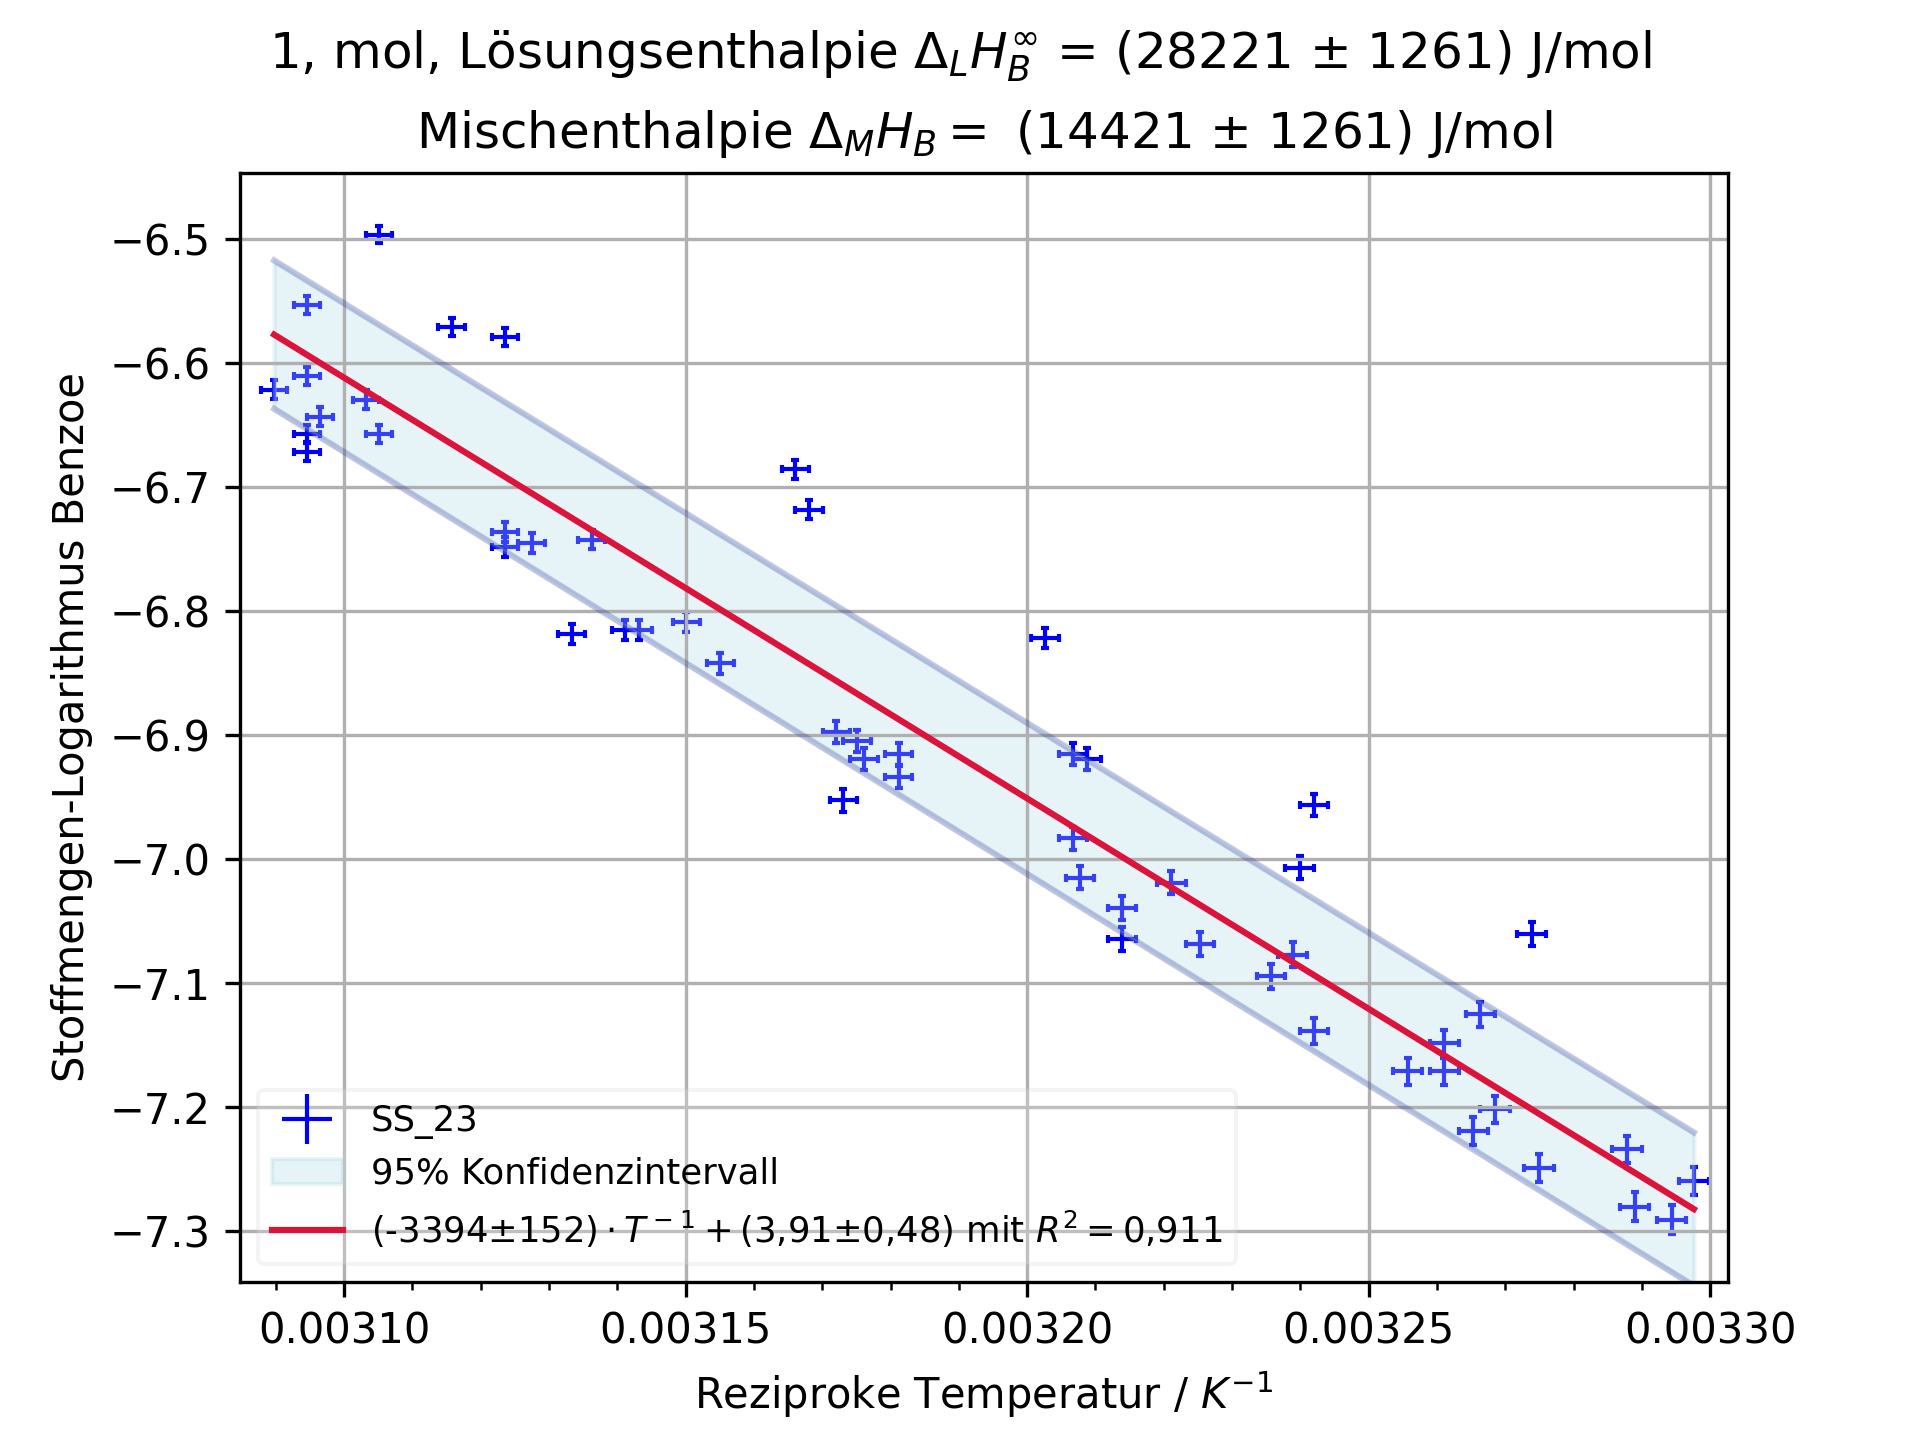 1, mol, Lösungsenthalpie Δ_L H_B^∞ = (28221 ± 1261) J/mol
Mischenthalpie Δ_M H_B = (14421 ± 1261) J/mol
Stoffmengen-Logarithmus Benzoe
−6.5
−6.6
−6.7
−6.8
−6.9
−7.0
−7.1
−7.2
−7.3
SS_23
95% Konfidenzintervall
(-3394±152) · T⁻¹ + (3,91±0,48) mit R² = 0,911
0.00310 0.00315 0.00320 0.00325 0.00330
Reziproke Temperatur / K⁻¹